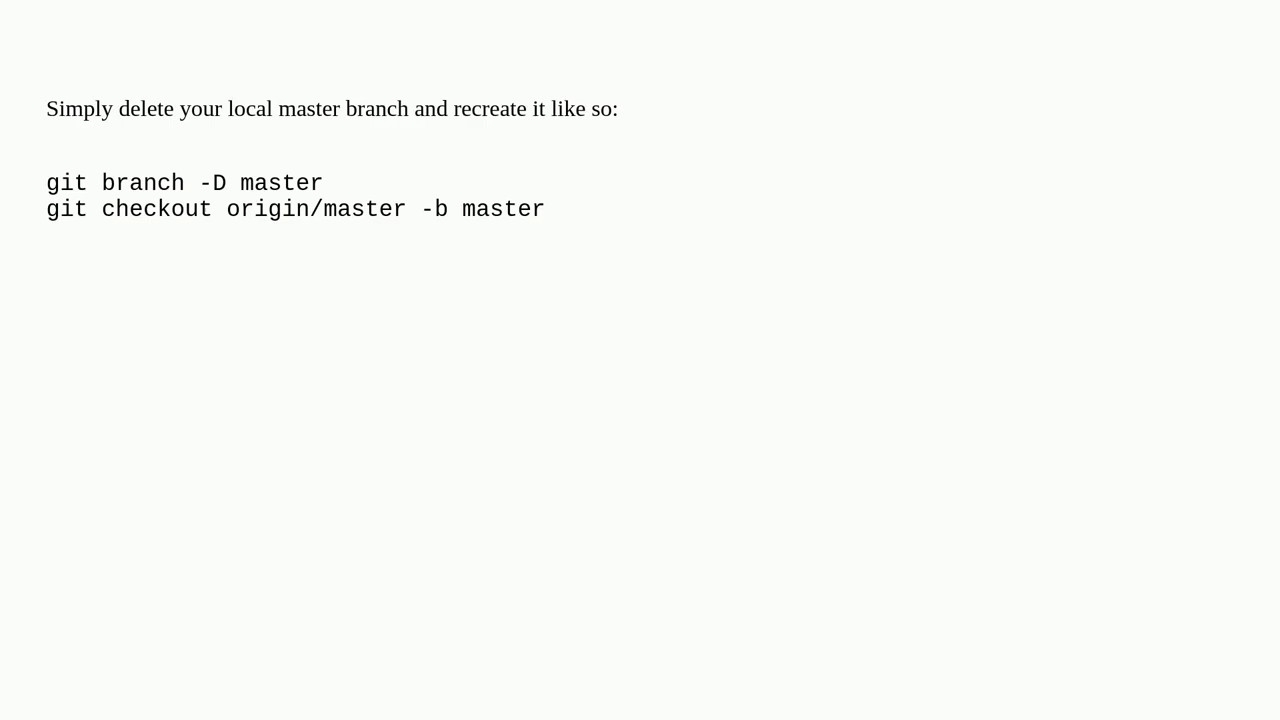 Simply delete your local master branch and recreate it like so:
git branch -D master
git checkout origin/master -b master